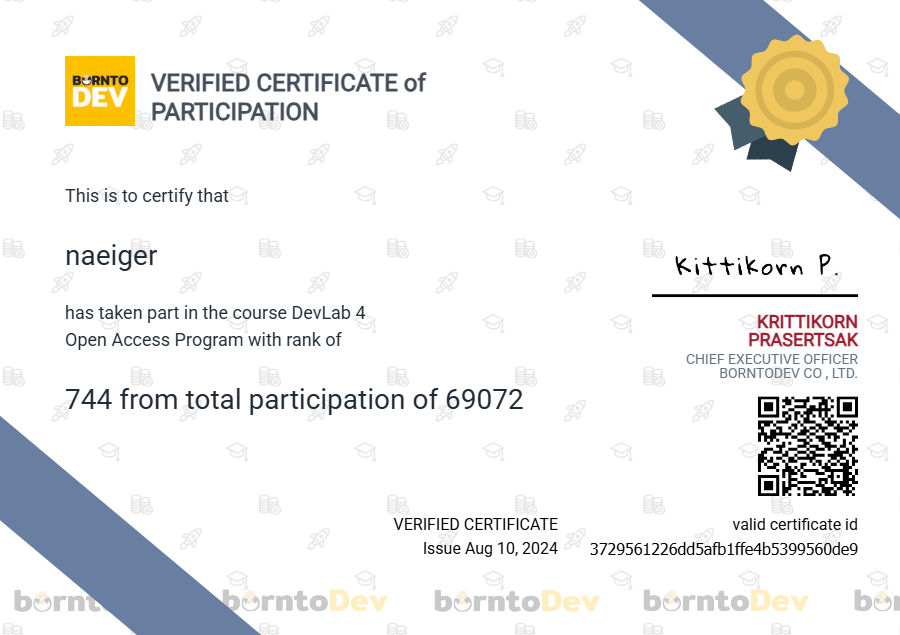 BORNTO
DEV
VERIFIED CERTIFICATE of
PARTICIPATION
This is to certify that
naeiger
has taken part in the course DevLab 4
Open Access Program with rank of
744 from total participation of 69072
Kittikorn P.
KRITTIKORN
PRASERTSAK
CHIEF EXECUTIVE OFFICER
BORNTODEV CO , LTD.
VERIFIED CERTIFICATE
Issue Aug 10, 2024
valid certificate id
3729561226dd5afb1ffe4b5399560de9
bornt borntoDev borntoDev borntoDev bo